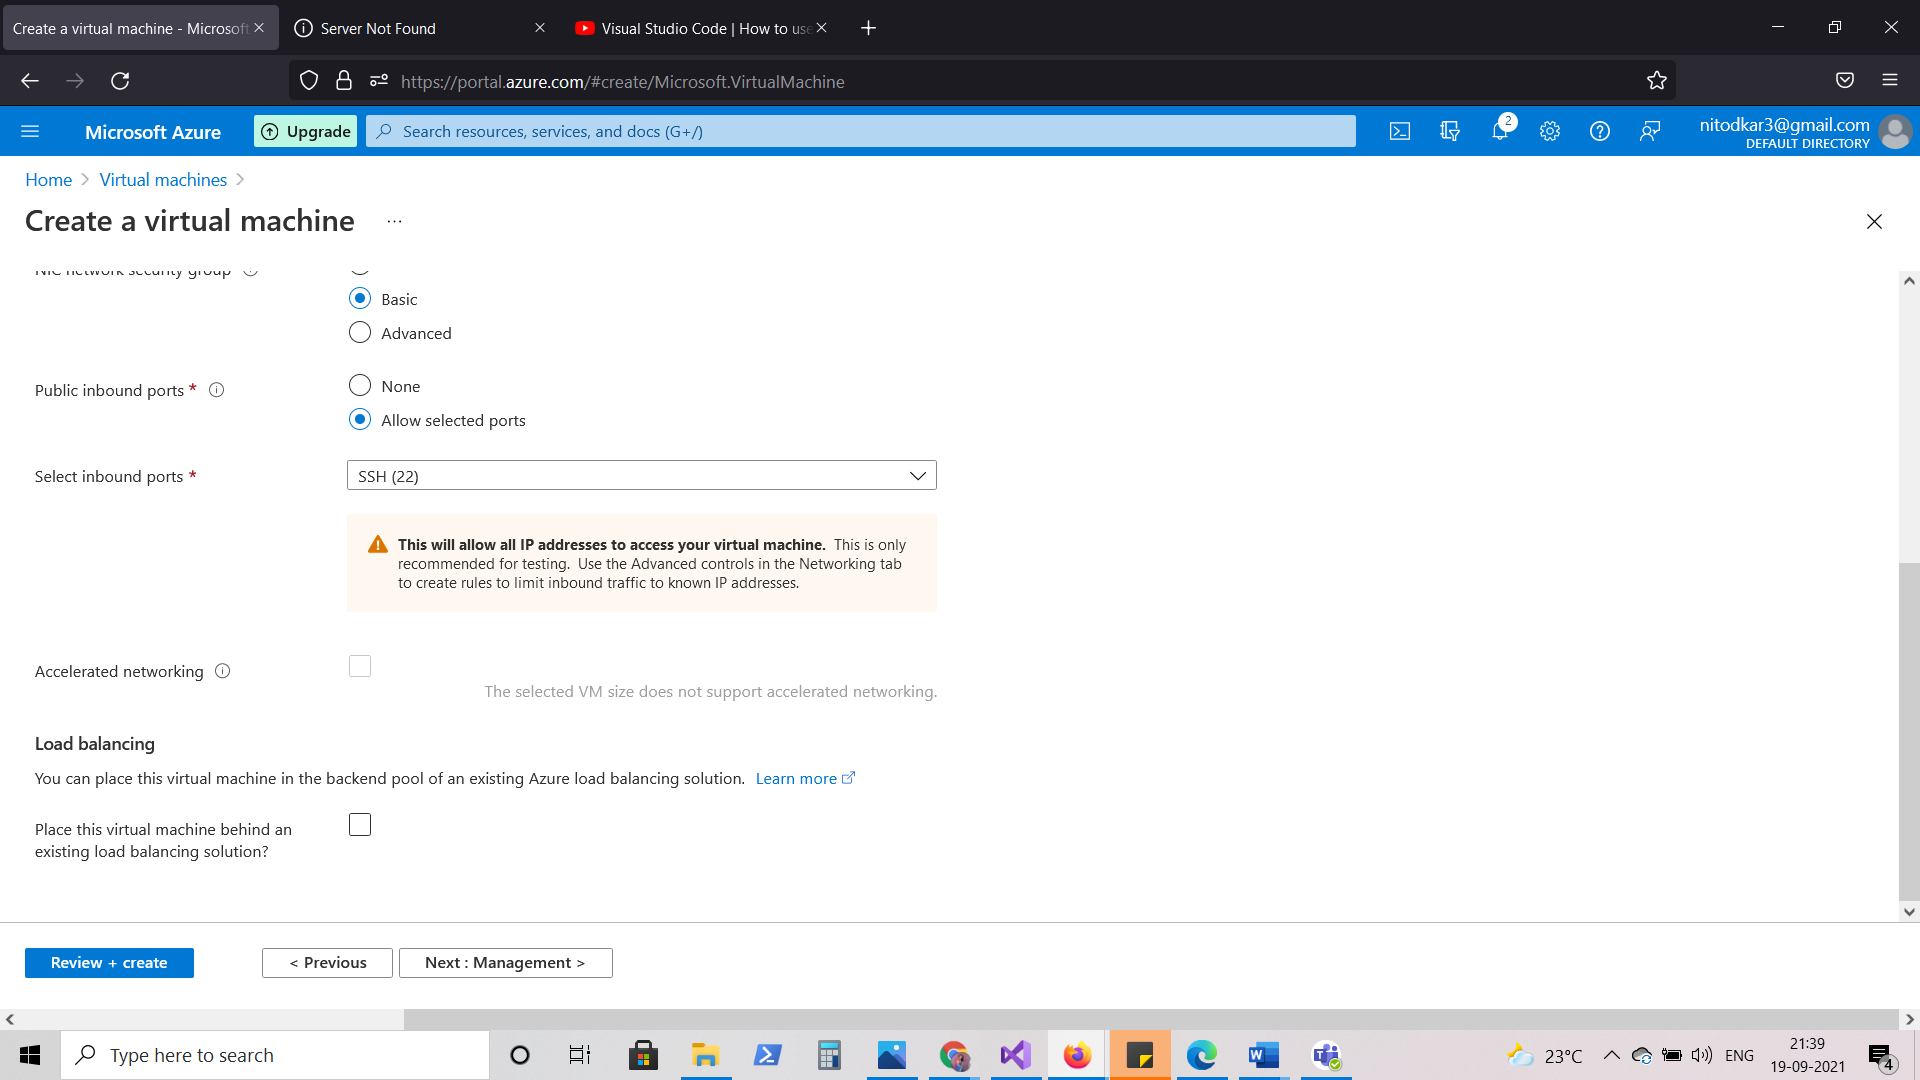 Create a virtual machine - Microsoft
Server Not Found
Visual Studio Code | How to use
https://portal.azure.com/#create/Microsoft.VirtualMachine
Microsoft Azure
Upgrade
Search resources, services, and docs (G+/)
2
nitodkar3@gmail.com
DEFAULT DIRECTORY
Home > Virtual machines >
Create a virtual machine ...
NIC network security group
Basic
Advanced
Public inbound ports *
None
Allow selected ports
Select inbound ports *
SSH (22)
This will allow all IP addresses to access your virtual machine. This is only
recommended for testing. Use the Advanced controls in the Networking tab
to create rules to limit inbound traffic to known IP addresses.
Accelerated networking
The selected VM size does not support accelerated networking.
Load balancing
You can place this virtual machine in the backend pool of an existing Azure load balancing solution. Learn more
Place this virtual machine behind an
existing load balancing solution?
Review + create
< Previous
Next : Management >
Type here to search
23°C
ENG
21:39
19-09-2021
4